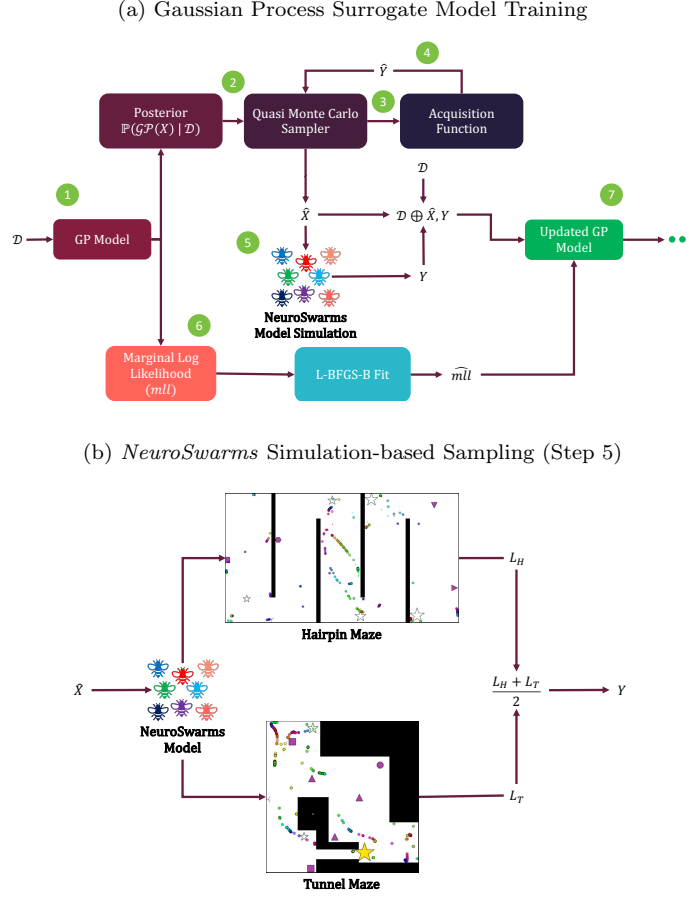 (a) Gaussian Process Surrogate Model Training
4
Ŷ
2
3
Posterior
ℙ(𝒢𝒫(X) | 𝒟)
Quasi Monte Carlo
Sampler
Acquisition
Function
𝒟
1
7
𝒟
GP Model
X̂
𝒟 ⊕ X̂, Y
Updated GP
Model
5
Y
NeuroSwarms
Model Simulation
6
Marginal Log
Likelihood
(mll)
L-BFGS-B Fit
m̂ll
(b) NeuroSwarms Simulation-based Sampling (Step 5)
L_H
Hairpin Maze
X̂
NeuroSwarms
Model
L_H + L_T
2
Y
L_T
Tunnel Maze